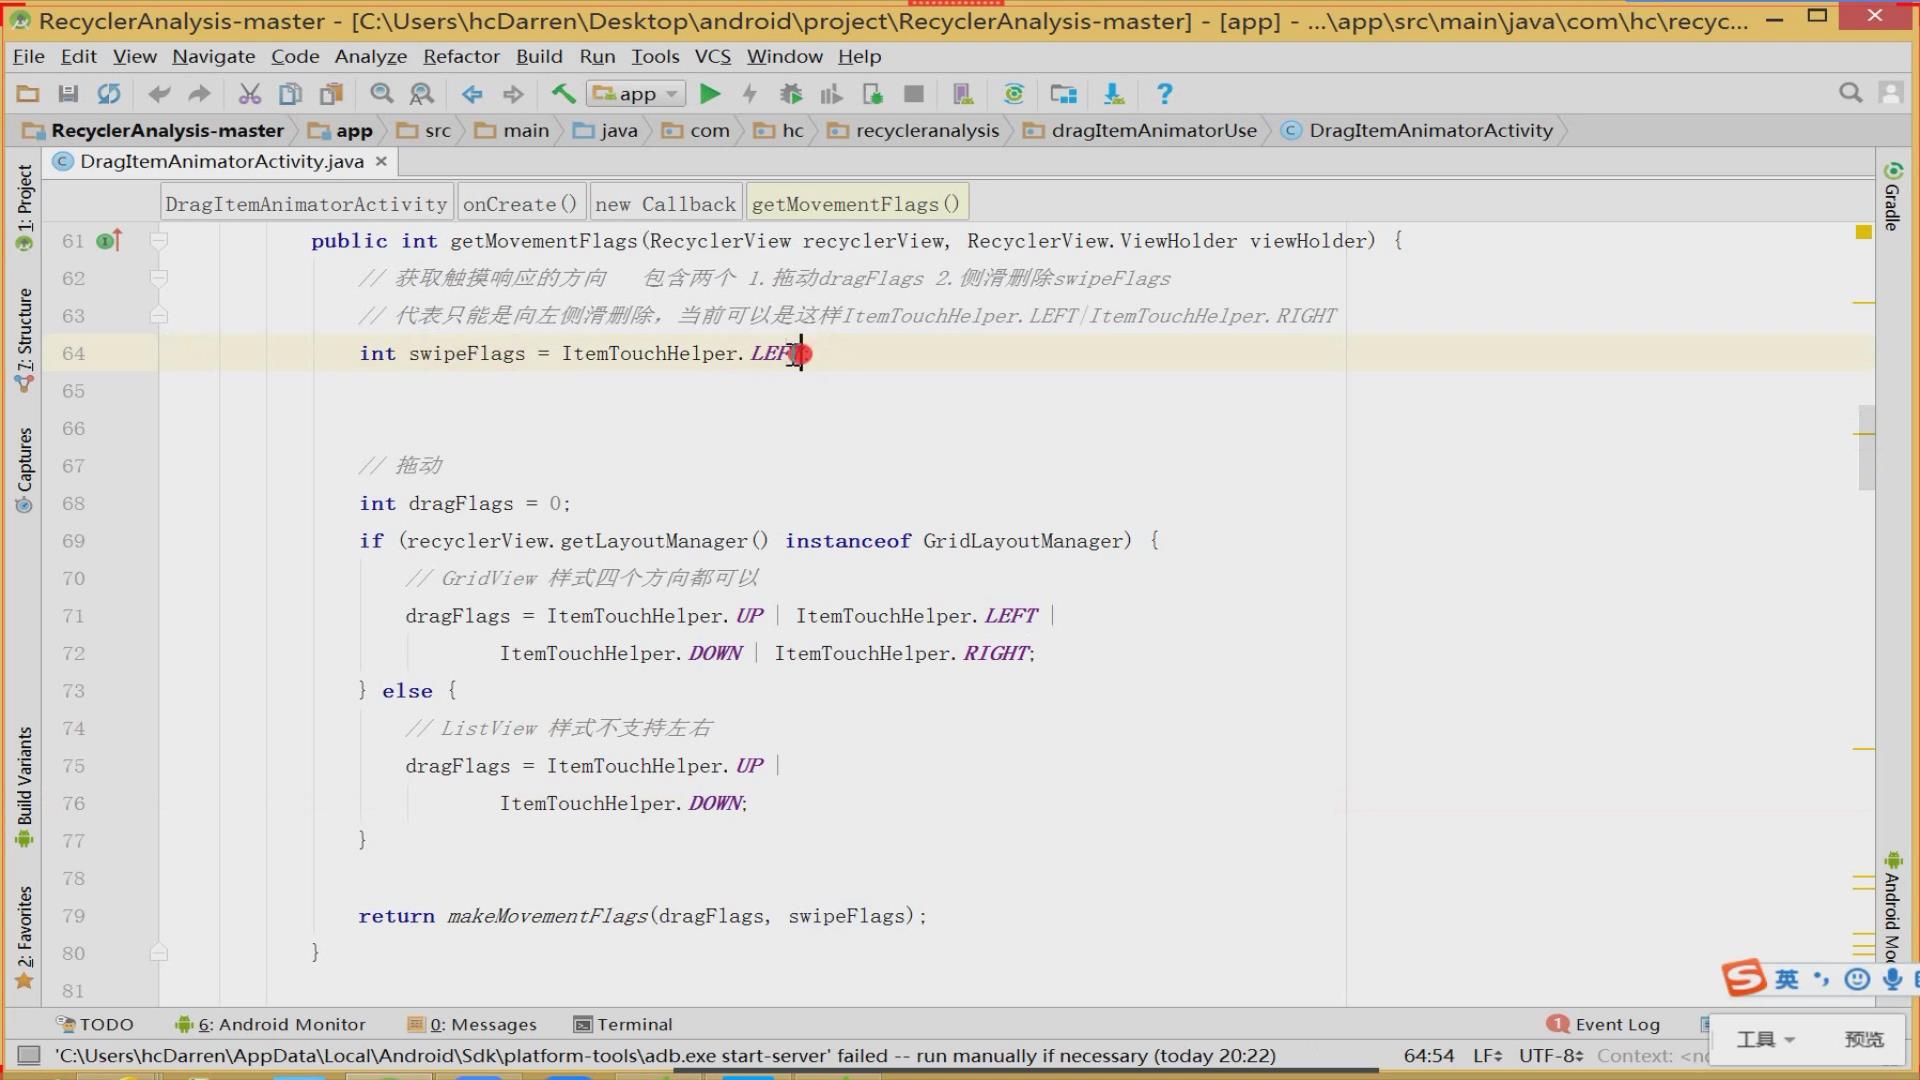 RecyclerAnalysis-master - [C:\Users\hcDarren\Desktop\android\project\RecyclerAnalysis-master] - [app] - ...\app\src\main\java\com\hc\recyc...
File Edit View Navigate Code Analyze Refactor Build Run Tools VCS Window Help
app
RecyclerAnalysis-master app src main java com hc recycleranalysis dragItemAnimatorUse DragItemAnimatorActivity
DragItemAnimatorActivity.java
DragItemAnimatorActivity onCreate() new Callback getMovementFlags()
61 public int getMovementFlags(RecyclerView recyclerView, RecyclerView.ViewHolder viewHolder) {
62 // 获取触摸响应的方向 包含两个 1.拖动dragFlags 2.侧滑删除swipeFlags
63 // 代表只能是向左侧滑删除，当前可以是这样ItemTouchHelper.LEFT|ItemTouchHelper.RIGHT
64 int swipeFlags = ItemTouchHelper.LEFT;
65
66
67 // 拖动
68 int dragFlags = 0;
69 if (recyclerView.getLayoutManager() instanceof GridLayoutManager) {
70 // GridView 样式四个方向都可以
71 dragFlags = ItemTouchHelper.UP | ItemTouchHelper.LEFT |
72 ItemTouchHelper.DOWN | ItemTouchHelper.RIGHT;
73 } else {
74 // ListView 样式不支持左右
75 dragFlags = ItemTouchHelper.UP |
76 ItemTouchHelper.DOWN;
77 }
78
79 return makeMovementFlags(dragFlags, swipeFlags);
80 }
81
1: Project
7: Structure
Captures
Build Variants
2: Favorites
Gradle
Android Mo
英
TODO 6: Android Monitor 0: Messages Terminal 1 Event Log
工具 预览
'C:\Users\hcDarren\AppData\Local\Android\Sdk\platform-tools\adb.exe start-server' failed -- run manually if necessary (today 20:22) 64:54 LF UTF-8 Context: